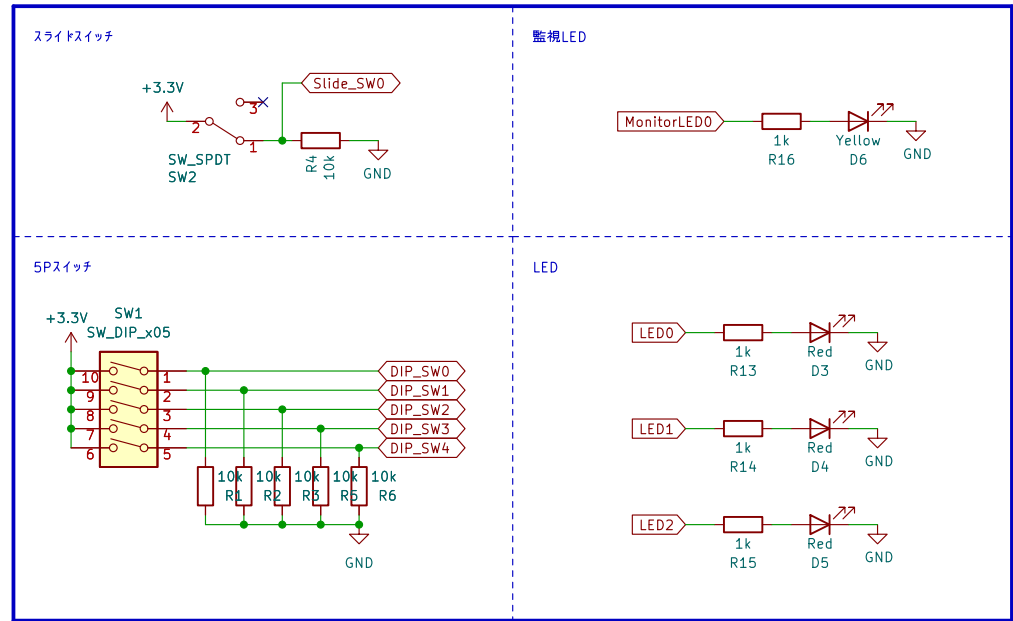 スライドスイッチ
+3.3V
2
3
1
Slide_SW0
SW_SPDT
SW2
R4
10k
GND
監視LED
MonitorLED0
1k
R16
Yellow
D6
GND
5Pスイッチ
+3.3V
SW1
SW_DIP_x05
10
1
DIP_SW0
9
2
DIP_SW1
8
3
DIP_SW2
7
4
DIP_SW3
6
5
DIP_SW4
10k
R1
10k
R2
10k
R3
10k
R5
10k
R6
GND
LED
LED0
1k
R13
Red
D3
GND
LED1
1k
R14
Red
D4
GND
LED2
1k
R15
Red
D5
GND